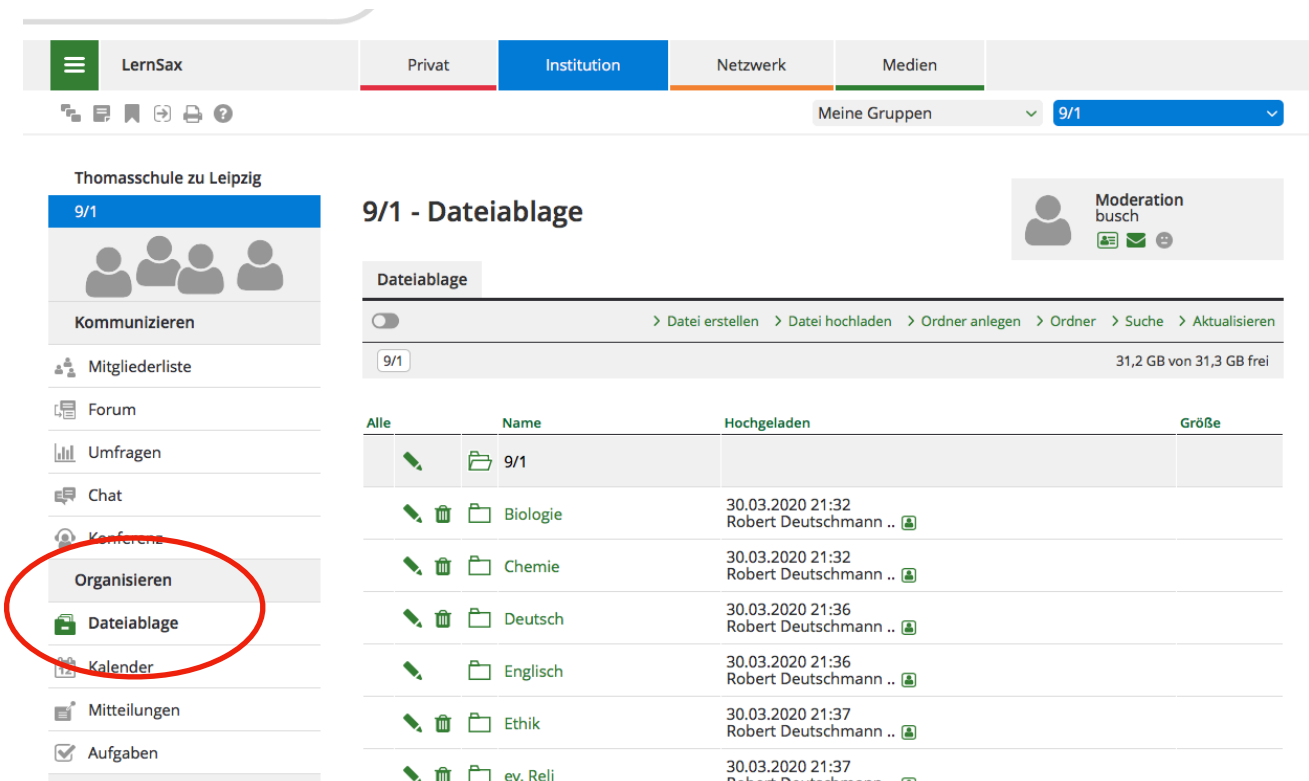 LernSax
Privat
Institution
Netzwerk
Medien
Meine Gruppen
9/1
Thomasschule zu Leipzig
9/1
Kommunizieren
Mitgliederliste
Forum
Umfragen
Chat
Konferenz
Organisieren
Dateiablage
Kalender
Mitteilungen
Aufgaben
9/1 - Dateiablage
Moderation
busch
Dateiablage
> Datei erstellen > Datei hochladen > Ordner anlegen > Ordner > Suche > Aktualisieren
9/1 31,2 GB von 31,3 GB frei
Alle Name Hochgeladen Größe
9/1
Biologie 30.03.2020 21:32
Robert Deutschmann ..
Chemie 30.03.2020 21:32
Robert Deutschmann ..
Deutsch 30.03.2020 21:36
Robert Deutschmann ..
Englisch 30.03.2020 21:36
Robert Deutschmann ..
Ethik 30.03.2020 21:37
Robert Deutschmann ..
ev. Reli 30.03.2020 21:37
Robert Deutschmann ..